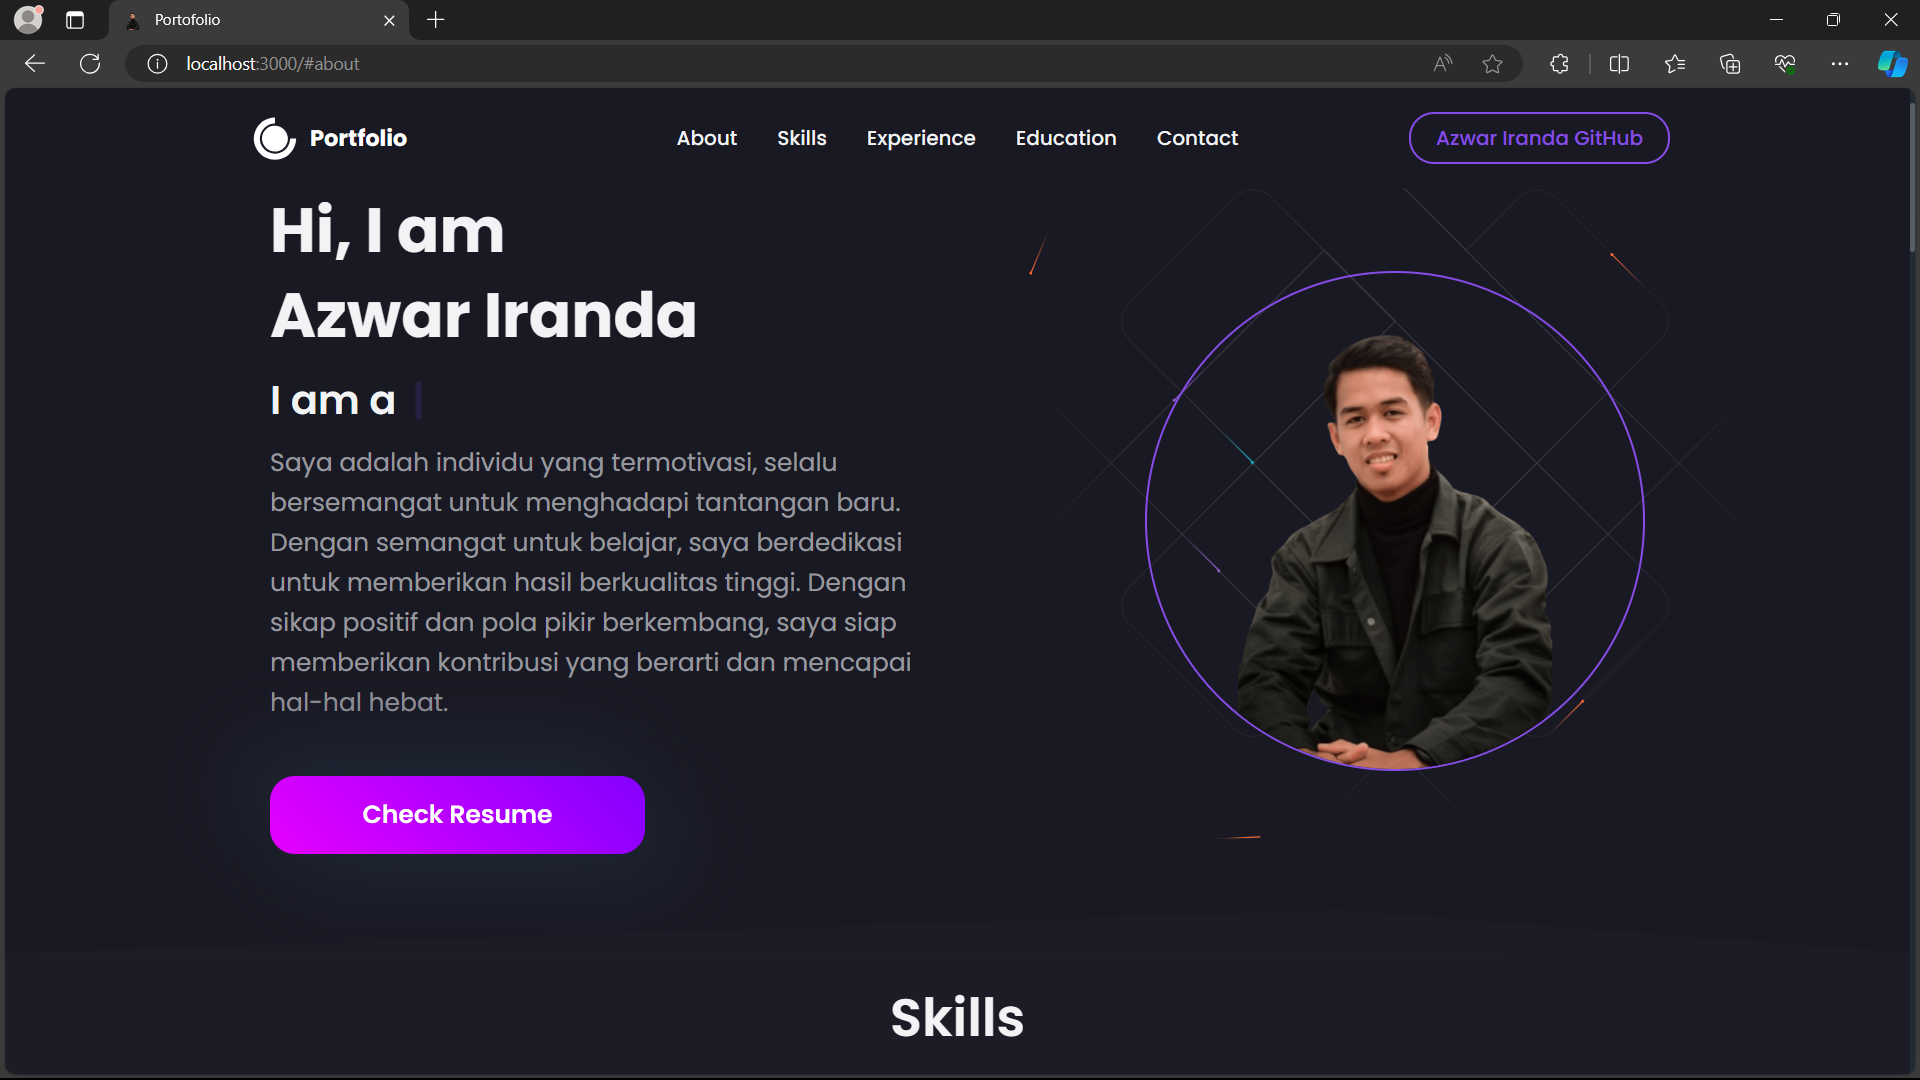 Portofolio
localhost:3000/#about
Portfolio
About Skills Experience Education Contact
Azwar Iranda GitHub
Hi, I am
Azwar Iranda
I am a
Saya adalah individu yang termotivasi, selalu
bersemangat untuk menghadapi tantangan baru.
Dengan semangat untuk belajar, saya berdedikasi
untuk memberikan hasil berkualitas tinggi. Dengan
sikap positif dan pola pikir berkembang, saya siap
memberikan kontribusi yang berarti dan mencapai
hal-hal hebat.
Check Resume
Skills